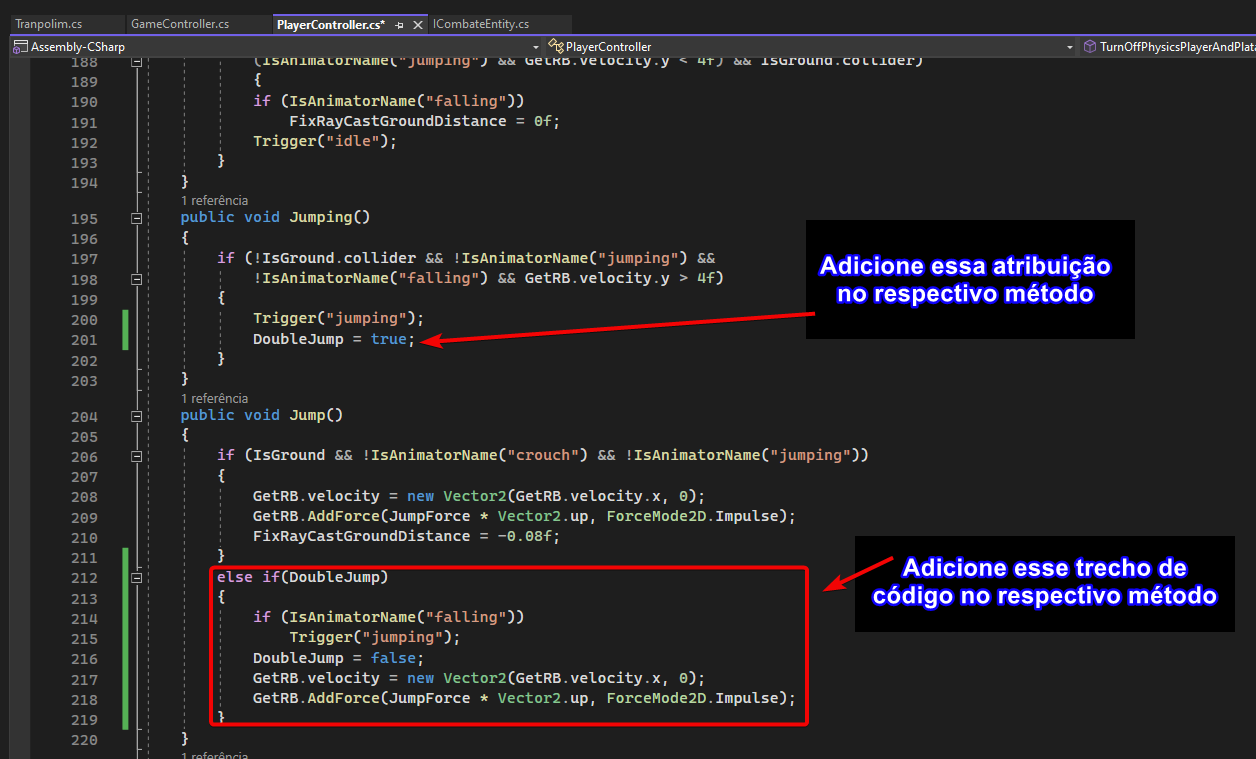 Tranpolim.cs GameController.cs PlayerController.cs* ICombateEntity.cs
Assembly-CSharp PlayerController TurnOffPhysicsPlayerAndPlat
188 (IsAnimatorName("jumping") && GetRB.velocity.y < 4f) && IsGround.collider)
189 {
190 if (IsAnimatorName("falling"))
191 FixRayCastGroundDistance = 0f;
192 Trigger("idle");
193 }
194 }
1 referência
195 public void Jumping()
196 {
197 if (!IsGround.collider && !IsAnimatorName("jumping") &&
198 !IsAnimatorName("falling") && GetRB.velocity.y > 4f)
199 {
200 Trigger("jumping");
201 DoubleJump = true;
202 }
203 }
Adicione essa atribuição
no respectivo método
1 referência
204 public void Jump()
205 {
206 if (IsGround && !IsAnimatorName("crouch") && !IsAnimatorName("jumping"))
207 {
208 GetRB.velocity = new Vector2(GetRB.velocity.x, 0);
209 GetRB.AddForce(JumpForce * Vector2.up, ForceMode2D.Impulse);
210 FixRayCastGroundDistance = -0.08f;
211 }
212 else if(DoubleJump)
213 {
214 if (IsAnimatorName("falling"))
215 Trigger("jumping");
216 DoubleJump = false;
217 GetRB.velocity = new Vector2(GetRB.velocity.x, 0);
218 GetRB.AddForce(JumpForce * Vector2.up, ForceMode2D.Impulse);
219 }
220 }
Adicione esse trecho de
código no respectivo método
1 referência